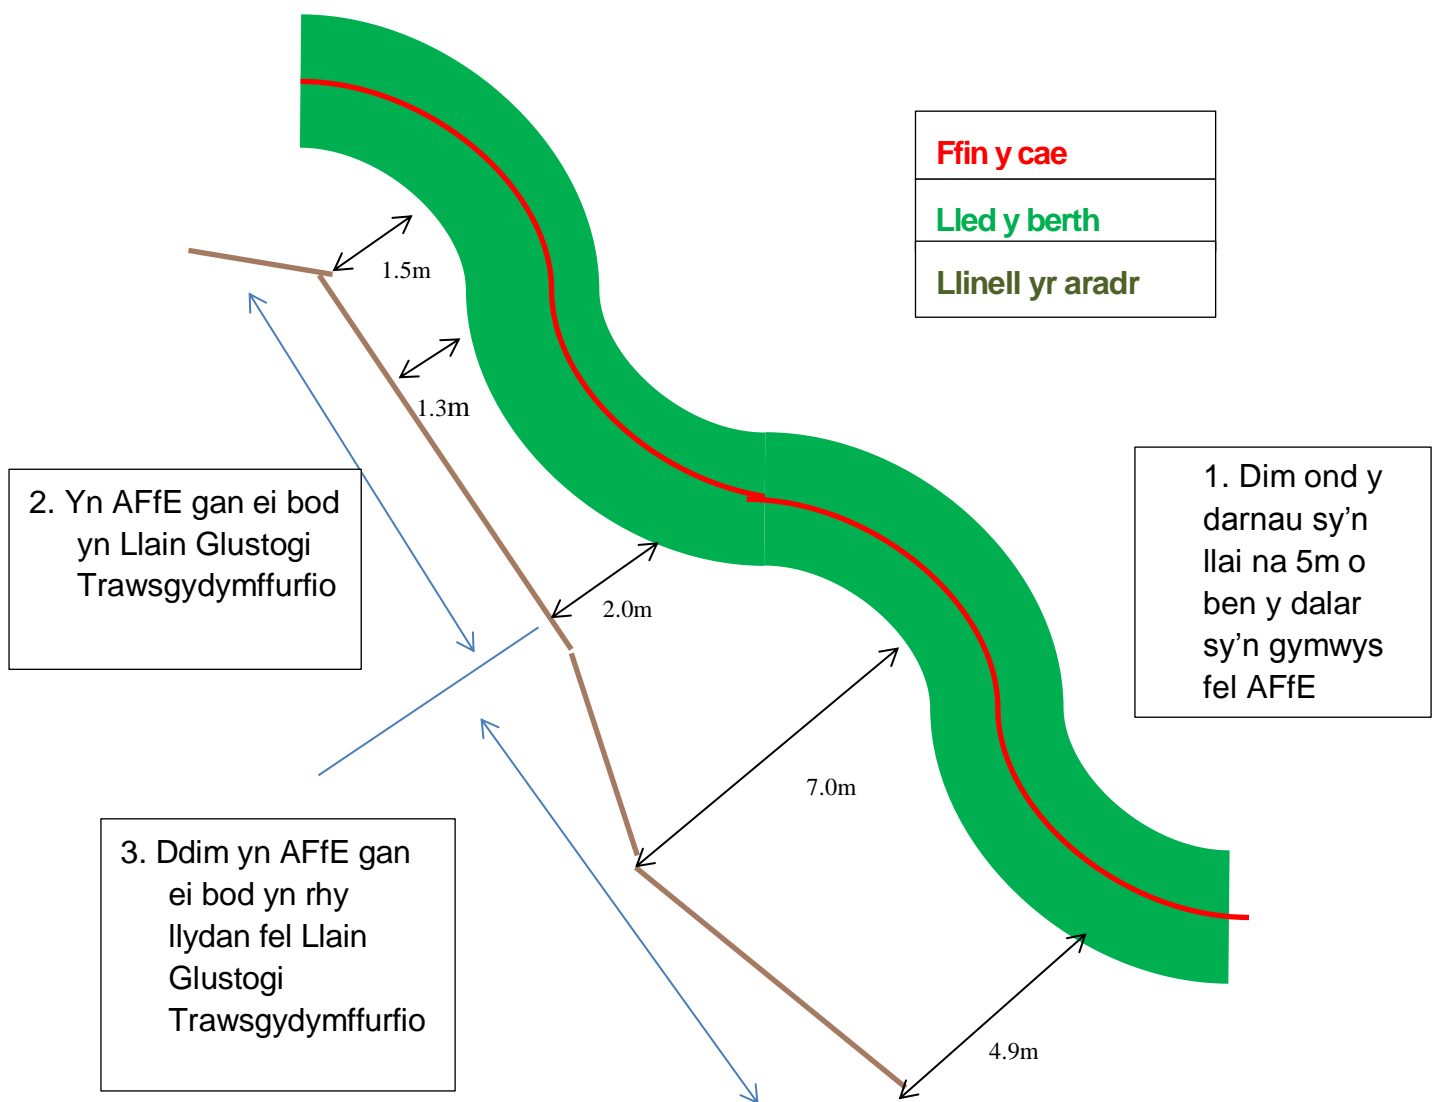 Ffin y cae
Lled y berth
Llinell yr aradr
1.5m
1.3m
2. Yn AFfE gan ei bod
yn Llain Glustogi
Trawsgydymffurfio
1. Dim ond y
darnau sy’n
llai na 5m o
ben y dalar
sy’n gymwys
fel AFfE
2.0m
7.0m
3. Ddim yn AFfE gan
ei bod yn rhy
llydan fel Llain
Glustogi
Trawsgydymffurfio
4.9m